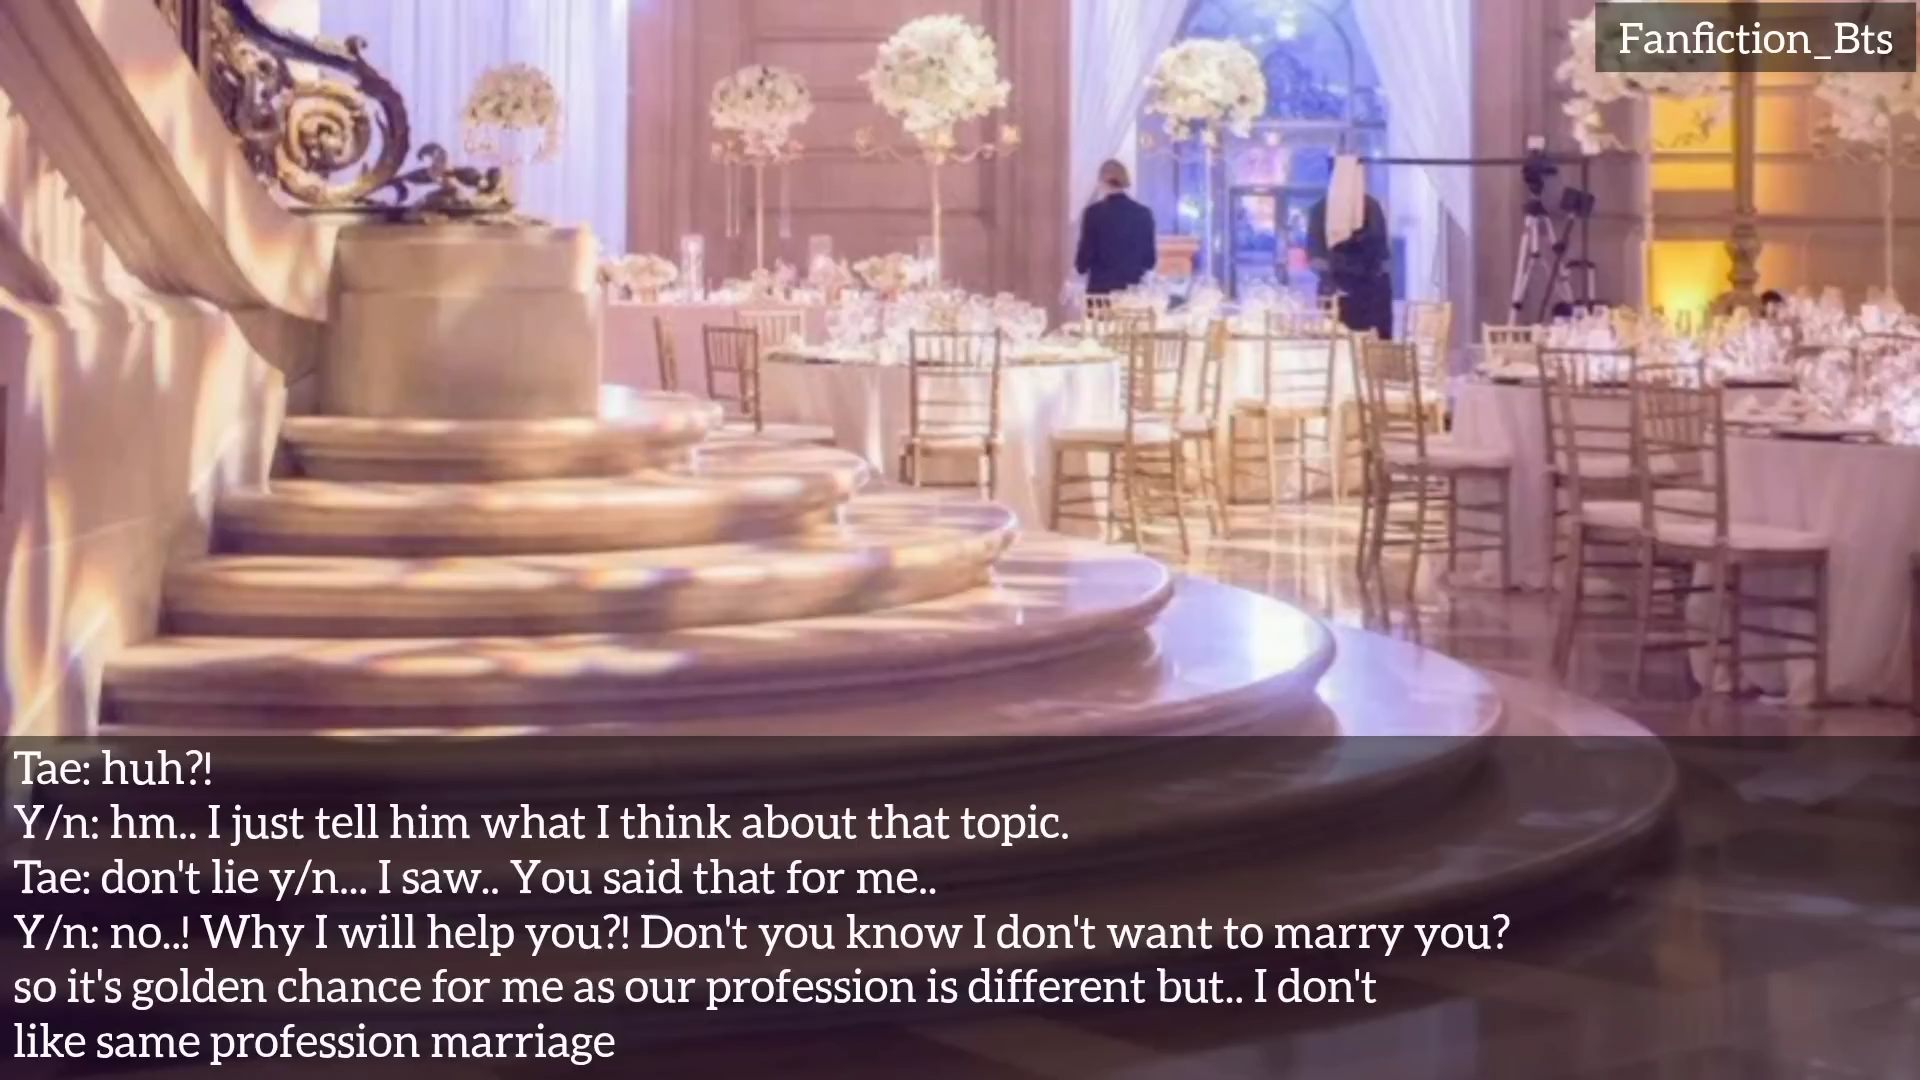 Fanfiction_Bts
Tae: huh?!
Y/n: hm.. I just tell him what I think about that topic.
Tae: don't lie y/n... I saw.. You said that for me..
Y/n: no..! Why I will help you?! Don't you know I don't want to marry you?
so it's golden chance for me as our profession is different but.. I don't
like same profession marriage